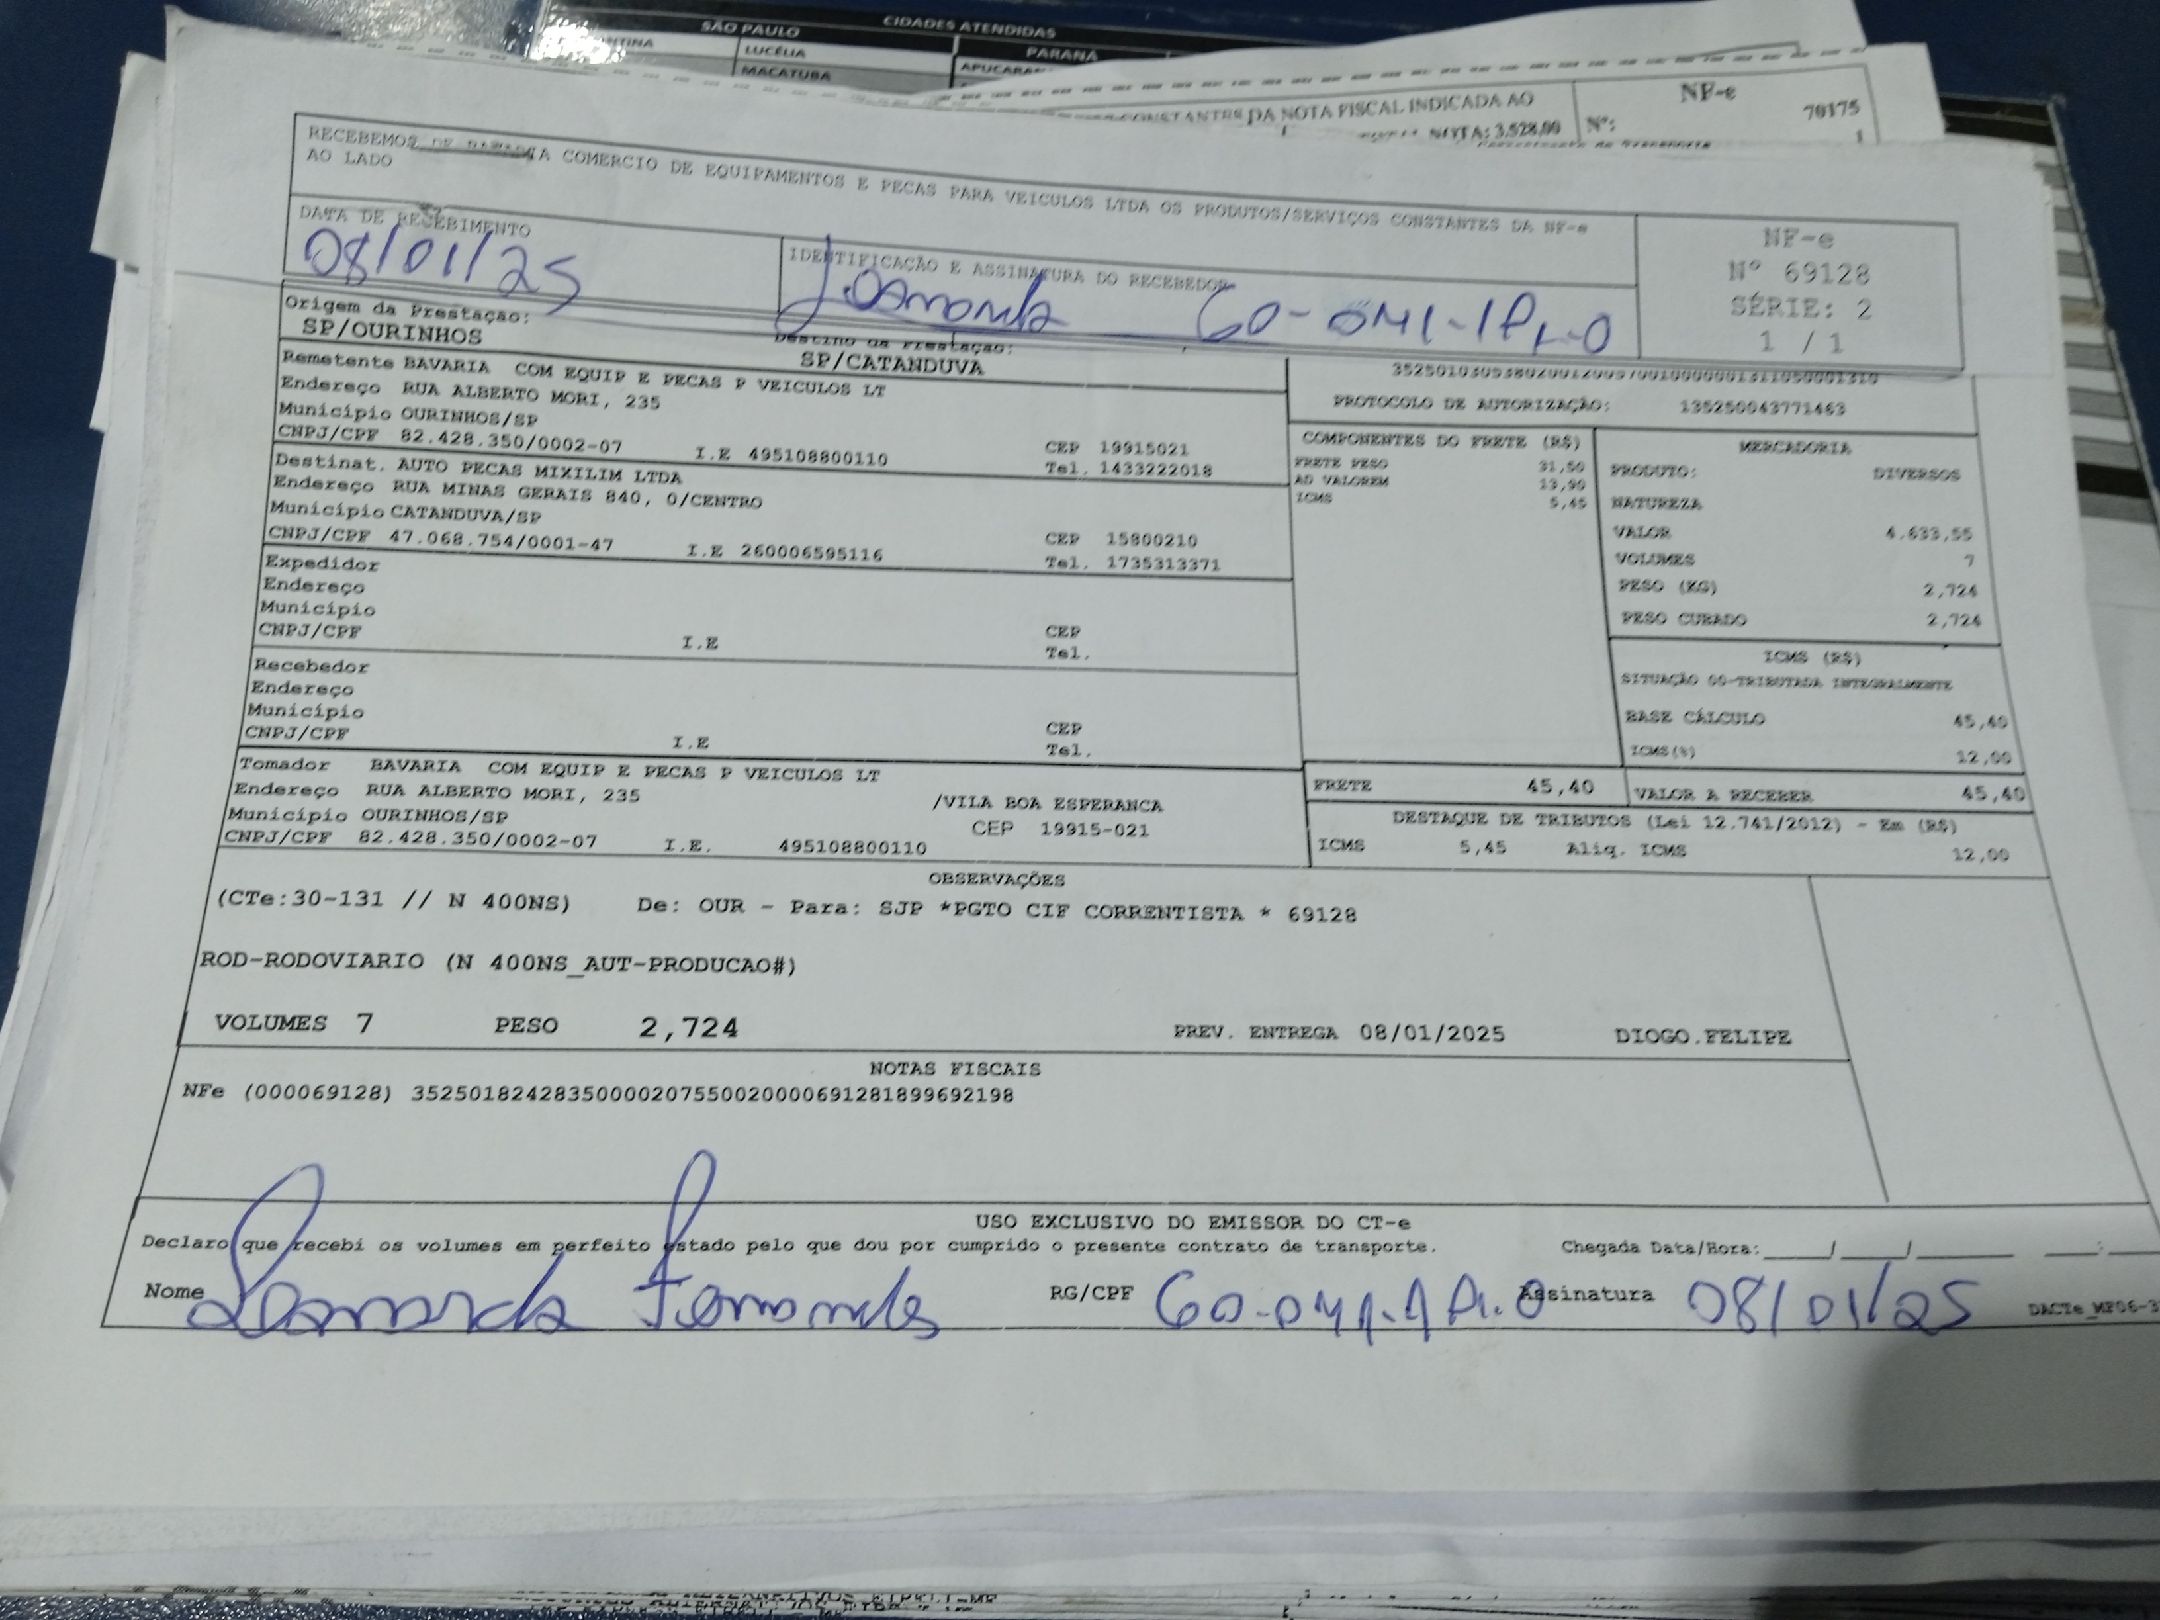 CIDADES ATENDIDAS
SÃO PAULO
LUCÉLIA
PARANÁ
MACATUBA
CONSTANTES DA NOTA FISCAL INDICADA AO
NOTA: 3.528,00
NF-e
Nº: 70175
1
RECEBEMOS DE BAVARIA COMERCIO DE EQUIPAMENTOS E PECAS PARA VEICULOS LTDA OS PRODUTOS/SERVIÇOS CONSTANTES DA NF-e
AO LADO
DATA DE RECEBIMENTO
08/01/25
IDENTIFICAÇÃO E ASSINATURA DO RECEBEDOR
NF-e
Nº 69128
SÉRIE: 2
1 / 1
Origem da Prestação:
SP/OURINHOS
Destino da Prestação:
SP/CATANDUVA
Remetente BAVARIA COM EQUIP E PECAS P VEICULOS LT
Endereço RUA ALBERTO MORI, 235
Município OURINHOS/SP
CNPJ/CPF 82.428.350/0002-07 I.E 495108800110
CEP 19915021
Tel. 1433222018
Destinat. AUTO PECAS MIXILIM LTDA
Endereço RUA MINAS GERAIS 840, 0/CENTRO
Município CATANDUVA/SP
CNPJ/CPF 47.068.754/0001-47 I.E 260006595116
CEP 15800210
Tel. 1735313371
Expedidor
Endereço
Município
CNPJ/CPF I.E
CEP
Tel.
Recebedor
Endereço
Município
CNPJ/CPF I.E
CEP
Tel.
Tomador BAVARIA COM EQUIP E PECAS P VEICULOS LT
Endereço RUA ALBERTO MORI, 235 /VILA BOA ESPERANCA
Município OURINHOS/SP CEP 19915-021
CNPJ/CPF 82.428.350/0002-07 I.E. 495108800110
PROTOCOLO DE AUTORIZAÇÃO: 135250043771463
COMPONENTES DO FRETE (R$)
FRETE PESO 31,50
AD VALOREM 13,90
ICMS 5,45
MERCADORIA
PRODUTO: DIVERSOS
NATUREZA
VALOR 4.633,55
VOLUMES 7
PESO (KG) 2,724
PESO CUBADO 2,724
ICMS (R$)
SITUAÇÃO 00-TRIBUTADA INTEGRALMENTE
BASE CÁLCULO 45,40
ICMS(%) 12,00
FRETE 45,40
VALOR A RECEBER 45,40
DESTAQUE DE TRIBUTOS (Lei 12.741/2012) - Em (R$)
ICMS 5,45 Aliq. ICMS 12,00
OBSERVAÇÕES
(CTe:30-131 // N 400NS) De: OUR - Para: SJP *PGTO CIF CORRENTISTA * 69128
ROD-RODOVIARIO (N 400NS_AUT-PRODUCAO#)
VOLUMES 7 PESO 2,724 PREV. ENTREGA 08/01/2025 DIOGO.FELIPE
NOTAS FISCAIS
NFe (000069128) 35250182428350000207550020000691281899692198
USO EXCLUSIVO DO EMISSOR DO CT-e
Declaro que recebi os volumes em perfeito estado pelo que dou por cumprido o presente contrato de transporte. Chegada Data/Hora:
Nome RG/CPF Assinatura 08/01/25